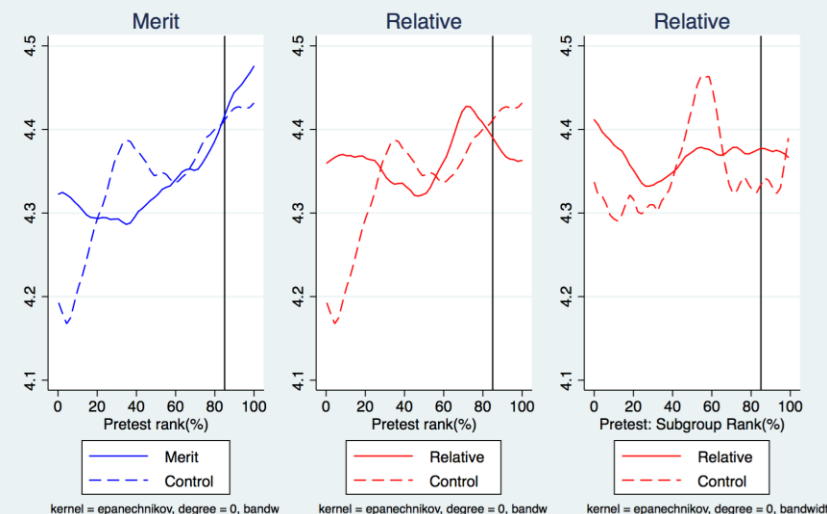 Merit
4.5
4.4
4.3
4.2
4.1
0 20 40 60 80 100
Pretest rank(%)
Merit
Control
kernel = epanechnikov, degree = 0, bandw
Relative
4.5
4.4
4.3
4.2
4.1
0 20 40 60 80 100
Pretest rank(%)
Relative
Control
kernel = epanechnikov, degree = 0, bandw
Relative
4.5
4.4
4.3
4.2
4.1
0 20 40 60 80 100
Pretest: Subgroup Rank(%)
Relative
Control
kernel = epanechnikov, degree = 0, bandwidt